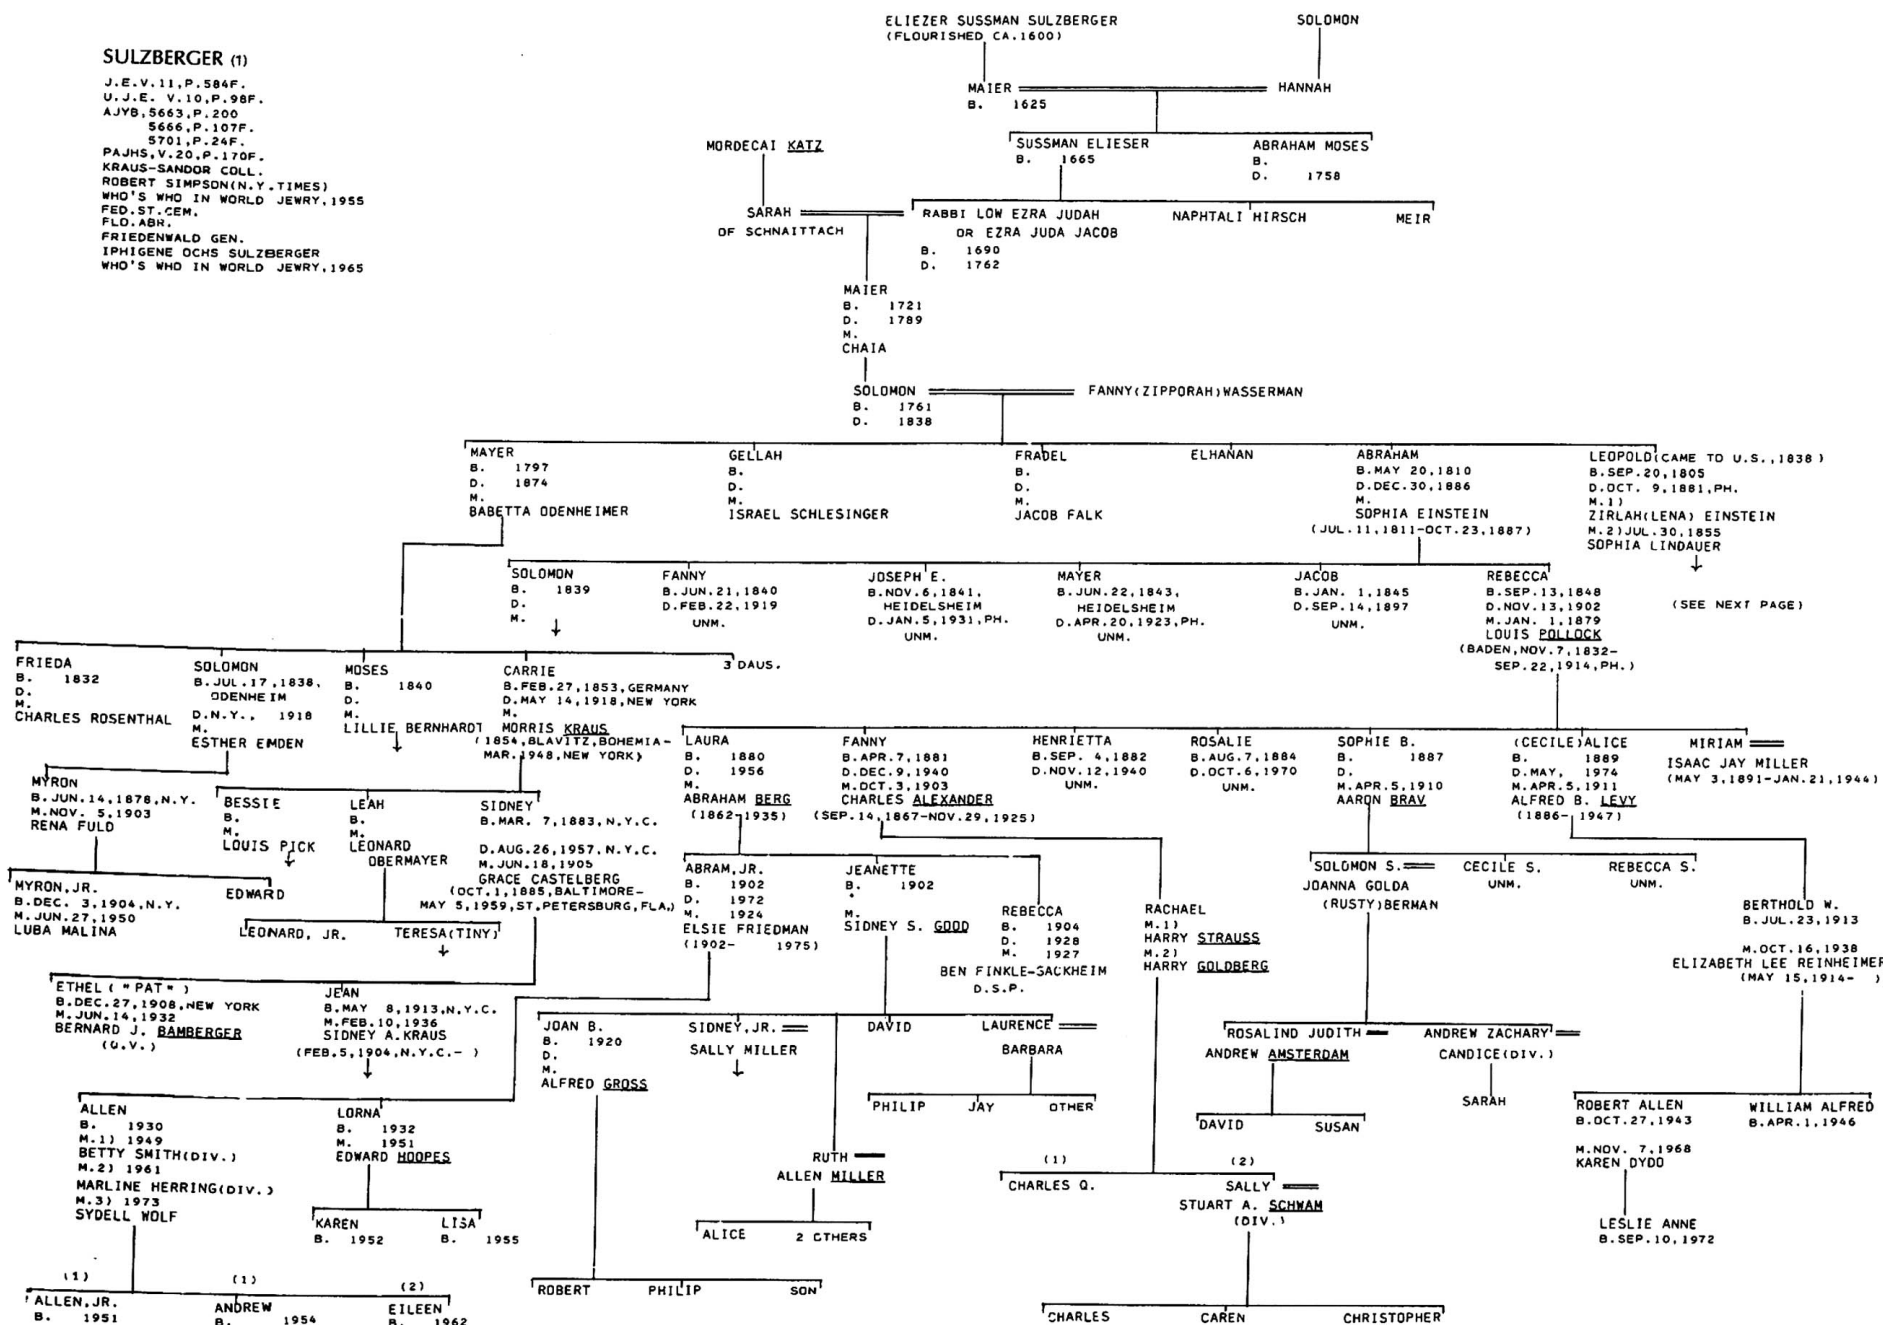 SULZBERGER (1)
J.E.V.11,P.584F.
U.J.E. V.10,P.98F.
AJYB,5663,P.200
5666,P.107F.
5701,P.24F.
PAJHS,V.20,P.170F.
KRAUS-SANDOR COLL.
ROBERT SIMPSON(N.Y.TIMES)
WHO'S WHO IN WORLD JEWRY,1955
FED.ST.CEM.
FLO.ABR.
FRIEDENWALD GEN.
IPHIGENE OCHS SULZBERGER
WHO'S WHO IN WORLD JEWRY,1965
ELIEZER SUSSMAN SULZBERGER
(FLOURISHED CA.1600)
SOLOMON
MAIER
B. 1625
HANNAH
SUSSMAN ELIESER
B. 1665
ABRAHAM MOSES
B.
D. 1758
MORDECAI KATZ
SARAH
OF SCHNAITTACH
RABBI LOW EZRA JUDAH
OR EZRA JUDA JACOB
B. 1690
D. 1762
NAPHTALI HIRSCH
MEIR
MAIER
B. 1721
D. 1789
M.
CHAIA
SOLOMON
B. 1761
D. 1838
FANNY(ZIPPORAH)WASSERMAN
MAYER
B. 1797
D. 1874
M.
BABETTA ODENHEIMER
GELLAH
B.
D.
M.
ISRAEL SCHLESINGER
FRADEL
B.
D.
M.
JACOB FALK
ELHANAN
ABRAHAM
B.MAY 20,1810
D.DEC.30,1886
M.
SOPHIA EINSTEIN
(JUL.11,1811-OCT.23,1887)
LEOPOLD(CAME TO U.S.,1838)
B.SEP.20,1805
D.OCT. 9,1881,PH.
M.1)
ZIRLAH(LENA) EINSTEIN
M.2)JUL.30,1855
SOPHIA LINDAUER
(SEE NEXT PAGE)
SOLOMON
B. 1839
D.
M.
FANNY
B.JUN.21,1840
D.FEB.22,1919
UNM.
JOSEPH E.
B.NOV.6,1841,
HEIDELSHEIM
D.JAN.5,1931,PH.
UNM.
MAYER
B.JUN.22,1843,
HEIDELSHEIM
D.APR.20,1923,PH.
UNM.
JACOB
B.JAN. 1,1845
D.SEP.14,1897
UNM.
REBECCA
B.SEP.13,1848
D.NOV.13,1902
M.JAN. 1,1879
LOUIS POLLOCK
(BADEN,NOV.7,1832-
SEP.22,1914,PH.)
FRIEDA
B. 1832
D.
M.
CHARLES ROSENTHAL
SOLOMON
B.JUL.17,1838,
ODENHEIM
D.N.Y., 1918
M.
ESTHER EMDEN
MOSES
B. 1840
D.
M.
LILLIE BERNHARDT
CARRIE
B.FEB.27,1853,GERMANY
D.MAY 14,1918,NEW YORK
M.
MORRIS KRAUS
(1854,BLAVITZ,BOHEMIA-
MAR.1948,NEW YORK)
3 DAUS.
LAURA
B. 1880
D. 1956
M.
ABRAHAM BERG
(1862-1935)
FANNY
B.APR.7,1881
D.DEC.9,1940
M.OCT.3,1903
CHARLES ALEXANDER
(SEP.14,1867-NOV.29,1925)
HENRIETTA
B.SEP. 4,1882
D.NOV.12,1940
UNM.
ROSALIE
B.AUG.7,1884
D.OCT.6,1970
UNM.
SOPHIE B.
B. 1887
D.
M.APR.5,1910
AARON BRAV
(CECILE)ALICE
B. 1889
D.MAY, 1974
M.APR.5,1911
ALFRED B. LEVY
(1886- 1947)
MIRIAM
ISAAC JAY MILLER
(MAY 3,1891-JAN.21,1944)
MYRON
B.JUN.14,1878,N.Y.
M.NOV. 5,1903
RENA FULD
BESSIE
B.
M.
LOUIS PICK
LEAH
B.
M.
LEONARD
OBERMAYER
SIDNEY
B.MAR. 7,1883,N.Y.C.
D.AUG.26,1957,N.Y.C.
M.JUN.18,1905
GRACE CASTELBERG
(OCT.1,1885,BALTIMORE-
MAY 5,1959,ST.PETERSBURG,FLA.)
MYRON,JR.
B.DEC. 3,1904,N.Y.
M.JUN.27,1950
LUBA MALINA
EDWARD
LEONARD, JR.
TERESA(TINY)
ABRAM,JR.
B. 1902
D. 1972
M. 1924
ELSIE FRIEDMAN
(1902- 1975)
JEANETTE
B. 1902
M.
SIDNEY S. GOOD
REBECCA
B. 1904
D. 1928
M. 1927
BEN FINKLE-SACKHEIM
D.S.P.
RACHAEL
M.1)
HARRY STRAUSS
M.2)
HARRY GOLDBERG
SOLOMON S.
JOANNA GOLDA
(RUSTY)BERMAN
CECILE S.
UNM.
REBECCA S.
UNM.
BERTHOLD W.
B.JUL.23,1913
M.OCT.16,1938
ELIZABETH LEE REINHEIMER
(MAY 15,1914- )
ETHEL ("PAT")
B.DEC.27,1908,NEW YORK
M.JUN.14,1932
BERNARD J. BAMBERGER
(Q.V.)
JEAN
B.MAY 8,1913,N.Y.C.
M.FEB.10,1936
SIDNEY A.KRAUS
(FEB.5,1904,N.Y.C.- )
JOAN B.
B. 1920
D.
M.
ALFRED GROSS
SIDNEY,JR.
SALLY MILLER
DAVID
LAURENCE
BARBARA
ROSALIND JUDITH
ANDREW AMSTERDAM
ANDREW ZACHARY
CANDICE(DIV.)
PHILIP JAY OTHER
DAVID SUSAN
SARAH
ROBERT ALLEN
B.OCT.27,1943
M.NOV. 7,1968
KAREN DYDO
WILLIAM ALFRED
B.APR.1,1946
ALLEN
B. 1930
M.1) 1949
BETTY SMITH(DIV.)
M.2) 1961
MARLINE HERRING(DIV.)
M.3) 1973
SYDELL WOLF
LORNA
B. 1932
M. 1951
EDWARD HOOPES
RUTH
ALLEN MILLER
(1) (2)
CHARLES Q.
SALLY
STUART A. SCHWAM
(DIV.)
KAREN
B. 1952
LISA
B. 1955
ALICE 2 OTHERS
LESLIE ANNE
B.SEP.10,1972
ROBERT PHILIP SON
(1) (1) (2)
ALLEN,JR.
B. 1951
ANDREW
B. 1954
EILEEN
B. 1962
CHARLES CAREN CHRISTOPHER